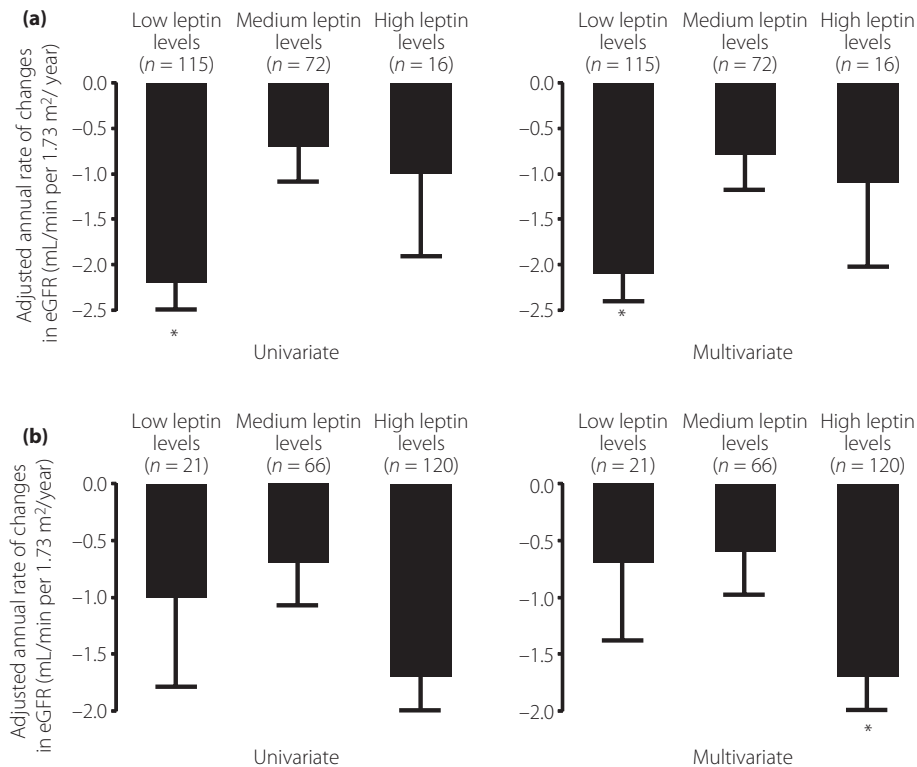 (a)
Adjusted annual rate of changes
in eGFR (mL/min per 1.73 m²/ year)
Low leptin
levels
(n = 115)
Medium leptin
levels
(n = 72)
High leptin
levels
(n = 16)
0.0
−0.5
−1.0
−1.5
−2.0
−2.5
*
Univariate
Low leptin
levels
(n = 115)
Medium leptin
levels
(n = 72)
High leptin
levels
(n = 16)
0.0
−0.5
−1.0
−1.5
−2.0
−2.5
*
Multivariate
(b)
Adjusted annual rate of changes
in eGFR (mL/min per 1.73 m²/year)
Low leptin
levels
(n = 21)
Medium leptin
levels
(n = 66)
High leptin
levels
(n = 120)
0.0
−0.5
−1.0
−1.5
−2.0
Univariate
Low leptin
levels
(n = 21)
Medium leptin
levels
(n = 66)
High leptin
levels
(n = 120)
0.0
−0.5
−1.0
−1.5
−2.0
*
Multivariate